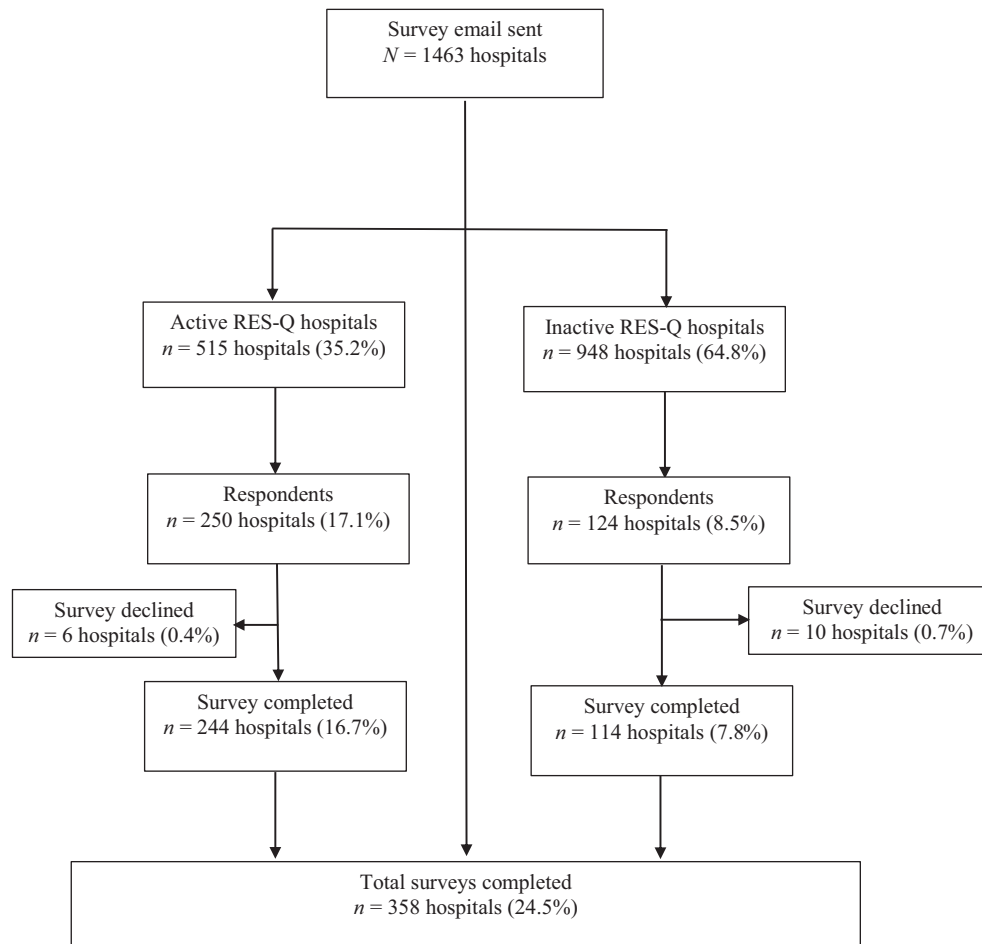 Survey email sent
N = 1463 hospitals
Active RES-Q hospitals
n = 515 hospitals (35.2%)
Inactive RES-Q hospitals
n = 948 hospitals (64.8%)
Respondents
n = 250 hospitals (17.1%)
Respondents
n = 124 hospitals (8.5%)
Survey declined
n = 6 hospitals (0.4%)
Survey declined
n = 10 hospitals (0.7%)
Survey completed
n = 244 hospitals (16.7%)
Survey completed
n = 114 hospitals (7.8%)
Total surveys completed
n = 358 hospitals (24.5%)